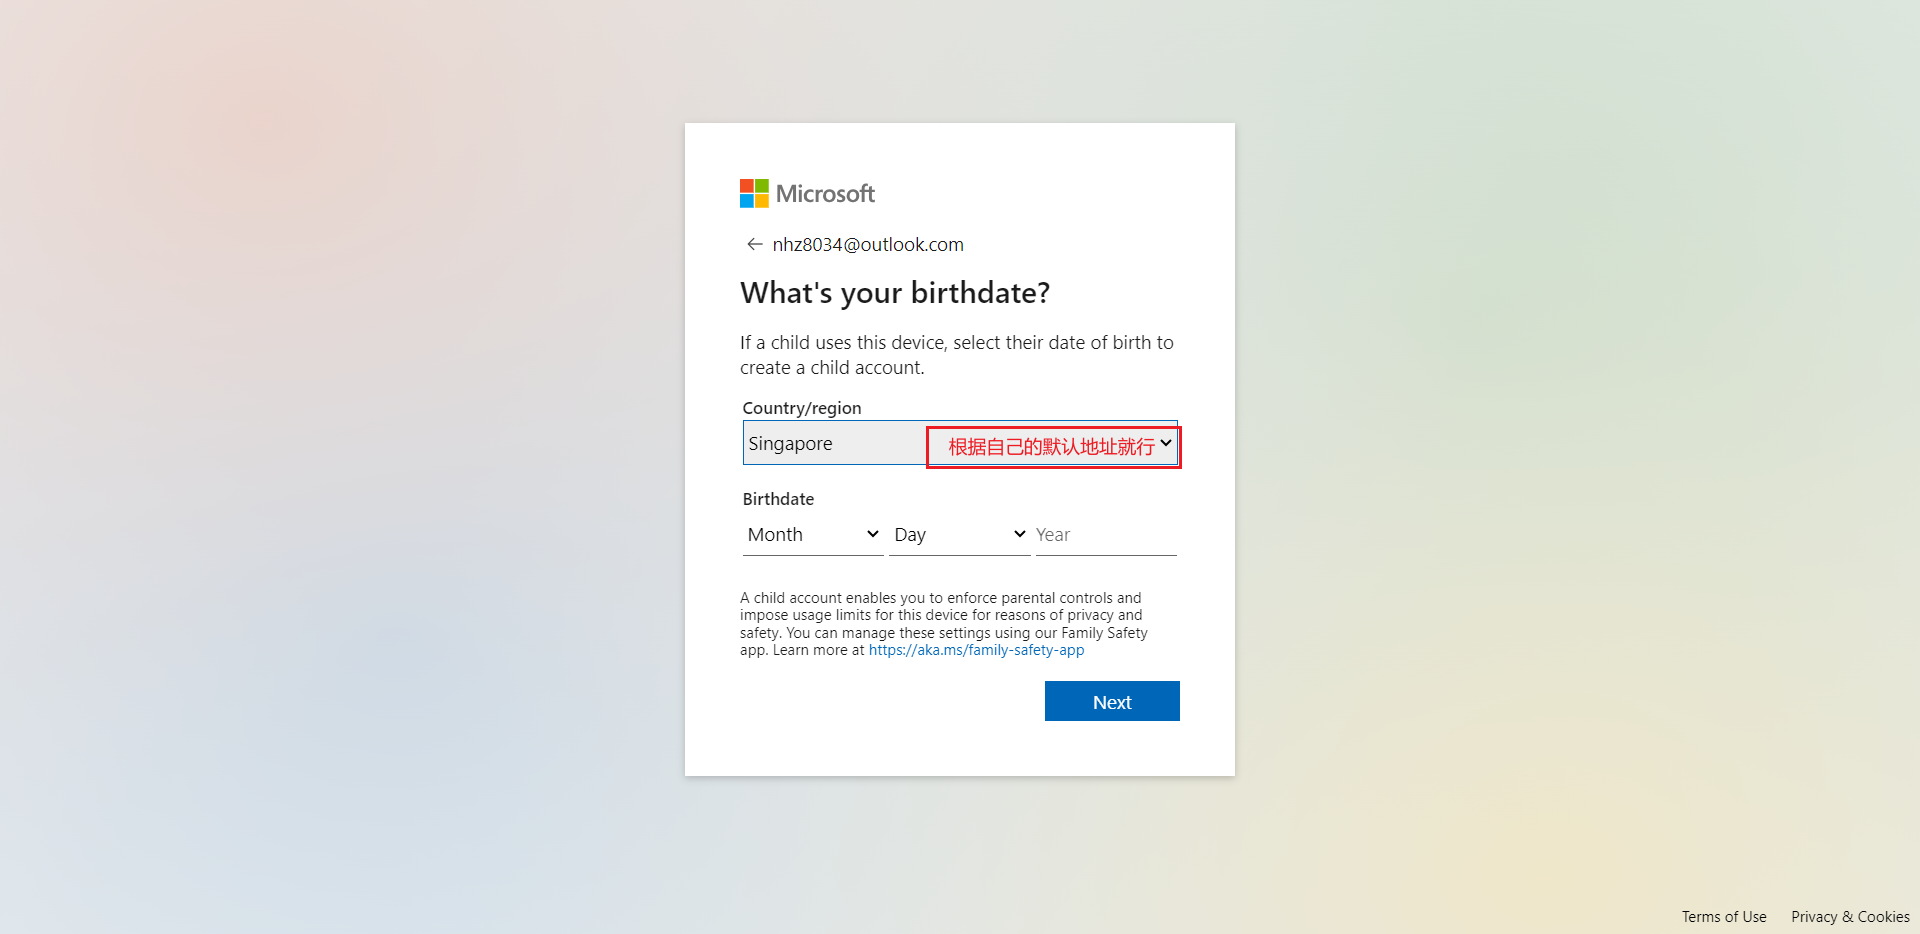 Microsoft
nhz8034@outlook.com
What's your birthdate?
If a child uses this device, select their date of birth to
create a child account.
Country/region
Singapore
根据自己的默认地址就行
Birthdate
Month
Day
Year
A child account enables you to enforce parental controls and
impose usage limits for this device for reasons of privacy and
safety. You can manage these settings using our Family Safety
app. Learn more at https://aka.ms/family-safety-app
Next
Terms of Use
Privacy & Cookies